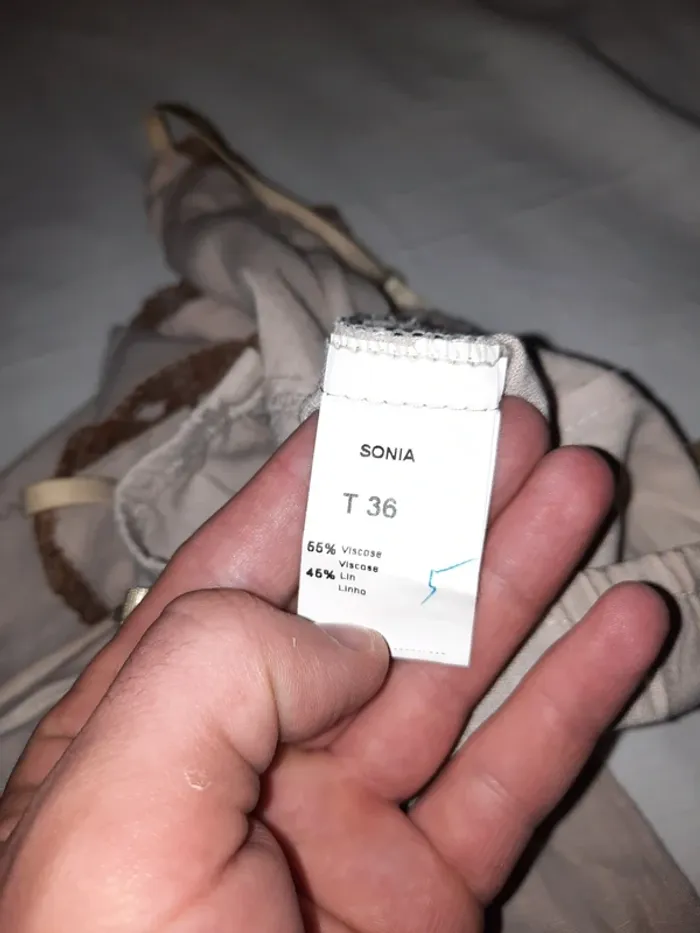 SONIA
T 36
55% Viscose
Viscose
45% Lin
Linho